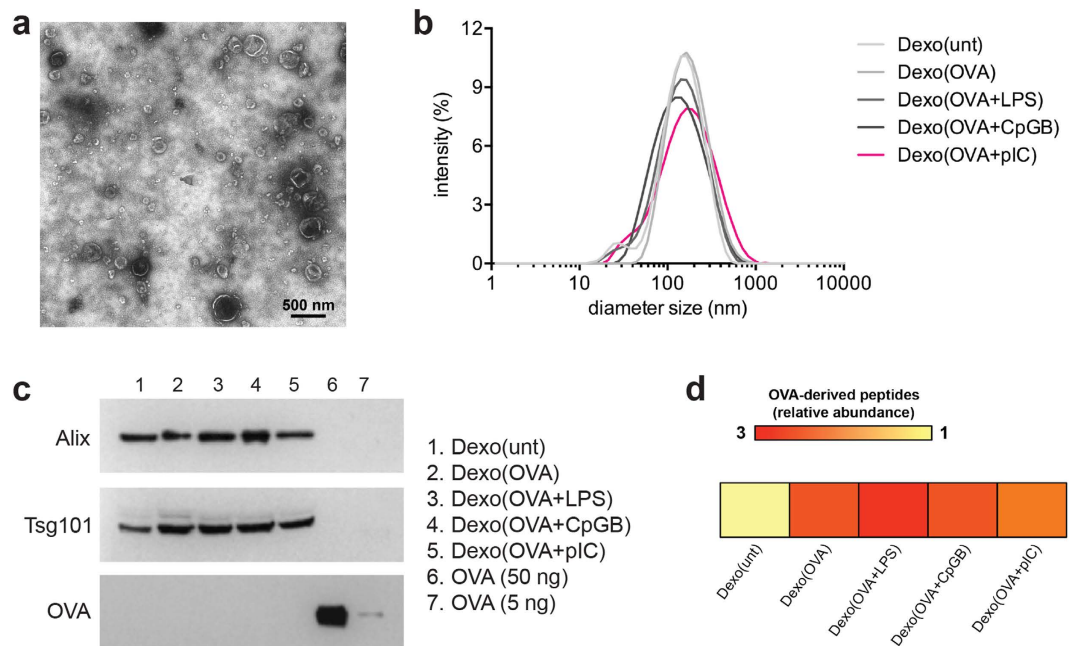 a
500 nm
b
12
9
6
3
0
intensity (%)
1
10
100
1000
10000
diameter size (nm)
Dexo(unt)
Dexo(OVA)
Dexo(OVA+LPS)
Dexo(OVA+CpGB)
Dexo(OVA+pIC)
c
1 2 3 4 5 6 7
Alix
Tsg101
OVA
1. Dexo(unt)
2. Dexo(OVA)
3. Dexo(OVA+LPS)
4. Dexo(OVA+CpGB)
5. Dexo(OVA+pIC)
6. OVA (50 ng)
7. OVA (5 ng)
d
OVA-derived peptides
(relative abundance)
3
1
Dexo(unt)
Dexo(OVA)
Dexo(OVA+LPS)
Dexo(OVA+CpGB)
Dexo(OVA+pIC)